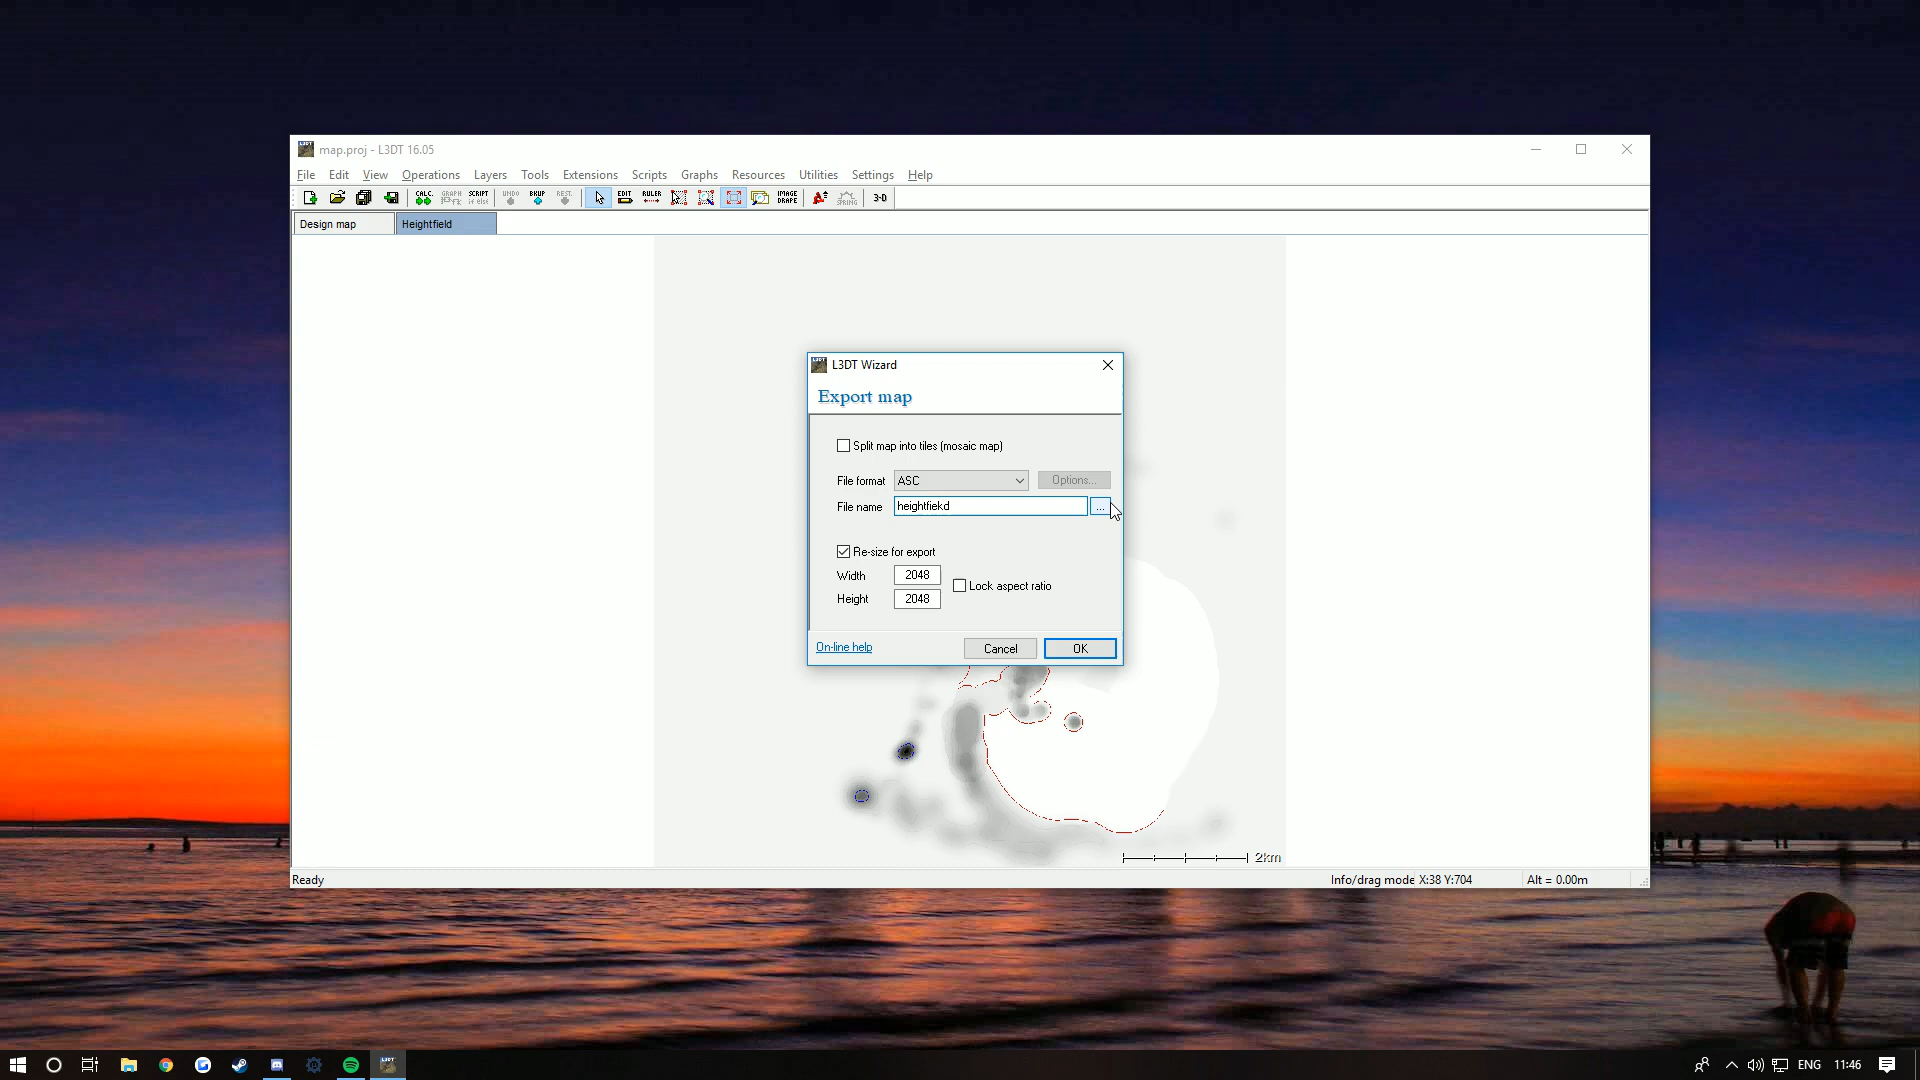 map.proj - L3DT 16.05
File Edit View Operations Layers Tools Extensions Scripts Graphs Resources Utilities Settings Help
CALC. GRAPH SCRIPT if else UNDO BKUP REST. EDIT RULER IMAGE DRAPE SPRING 3-D
Design map Heightfield
L3DT Wizard
Export map
Split map into tiles (mosaic map)
File format ASC Options...
File name heightfiekd ...
Re-size for export
Width 2048
Lock aspect ratio
Height 2048
On-line help Cancel OK
2km
Ready Info/drag mode X:38 Y:704 Alt = 0.00m
ENG 11:46